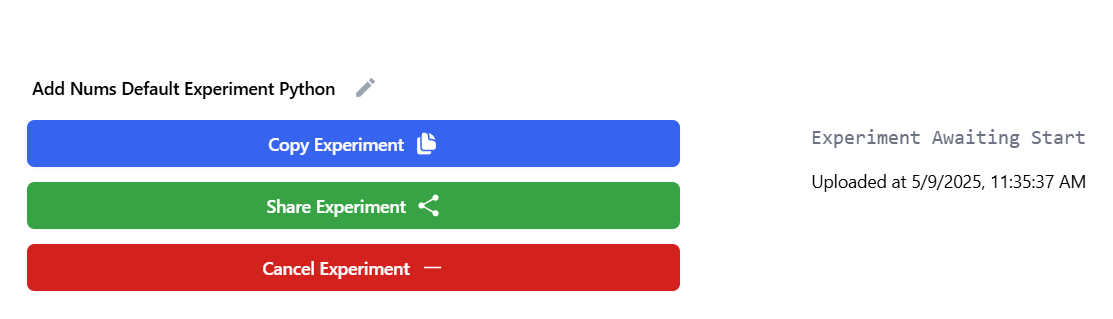 Add Nums Default Experiment Python
Copy Experiment
Share Experiment
Cancel Experiment
Experiment Awaiting Start
Uploaded at 5/9/2025, 11:35:37 AM